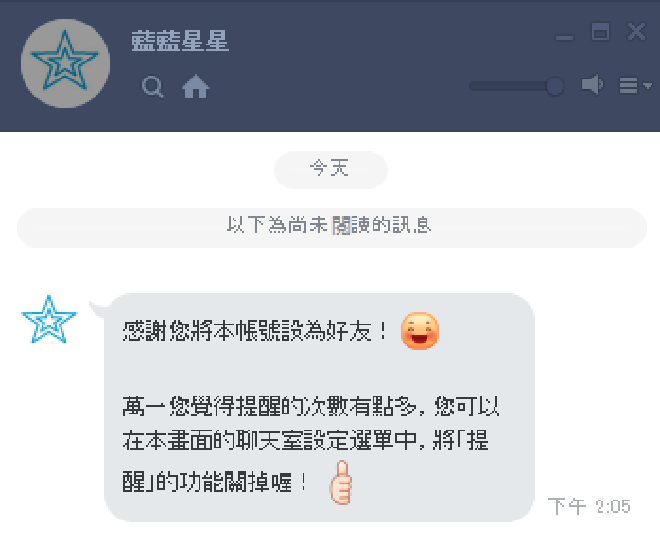 藍藍星星
今天
以下為尚未閱讀的訊息
感謝您將本帳號設為好友！
萬一您覺得提醒的次數有點多，您可以
在本畫面的聊天室設定選單中，將「提
醒」的功能關掉喔！
下午 2:05